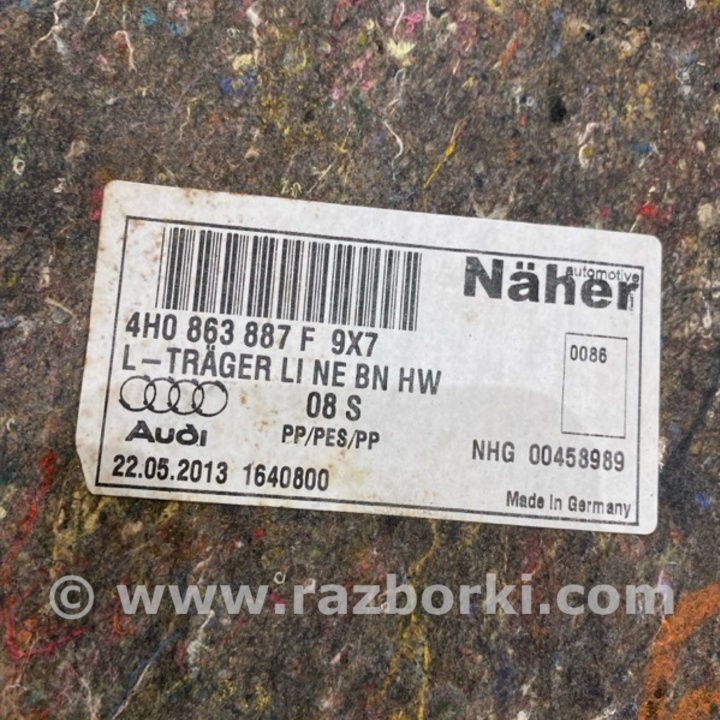 automotive
Näher
4H0 863 887 F 9X7
L-TRÄGER LI NE BN HW
0086
08 S
Audi
PP/PES/PP
NHG 00458989
22.05.2013 1640800
Made In Germany
© www.razborki.com